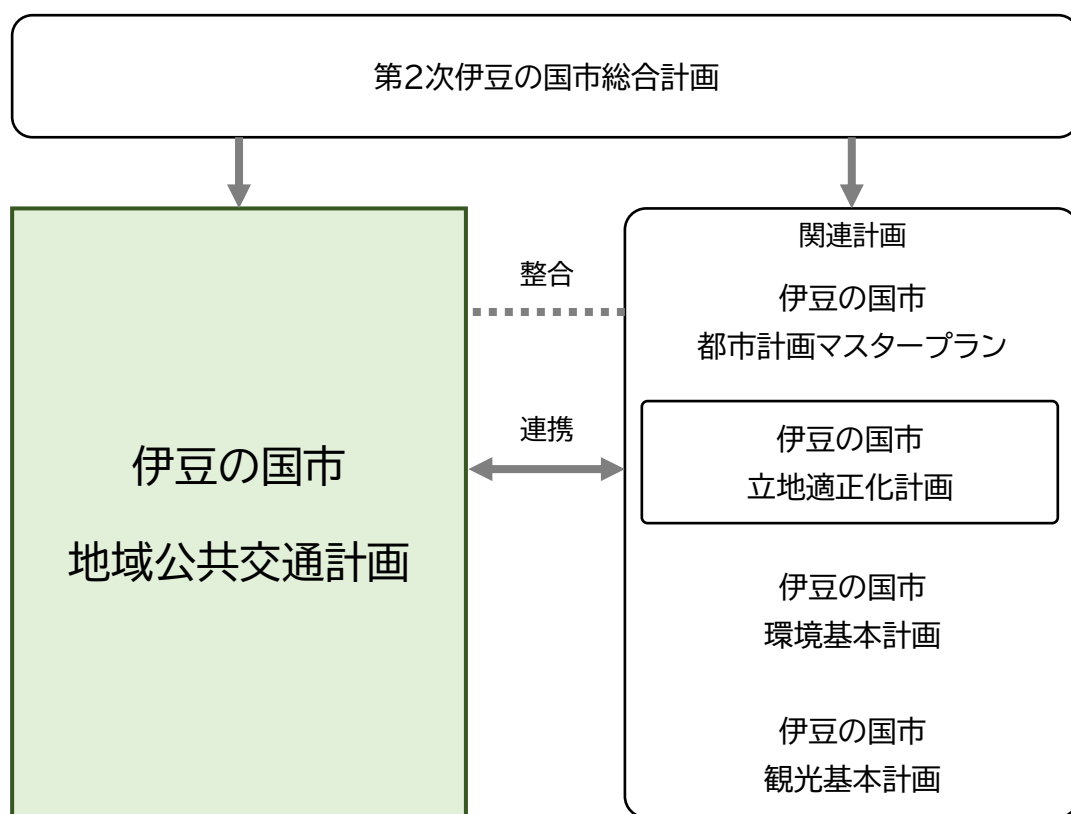 第2次伊豆の国市総合計画
伊豆の国市
地域公共交通計画
整合
連携
関連計画
伊豆の国市
都市計画マスタープラン
伊豆の国市
立地適正化計画
伊豆の国市
環境基本計画
伊豆の国市
観光基本計画